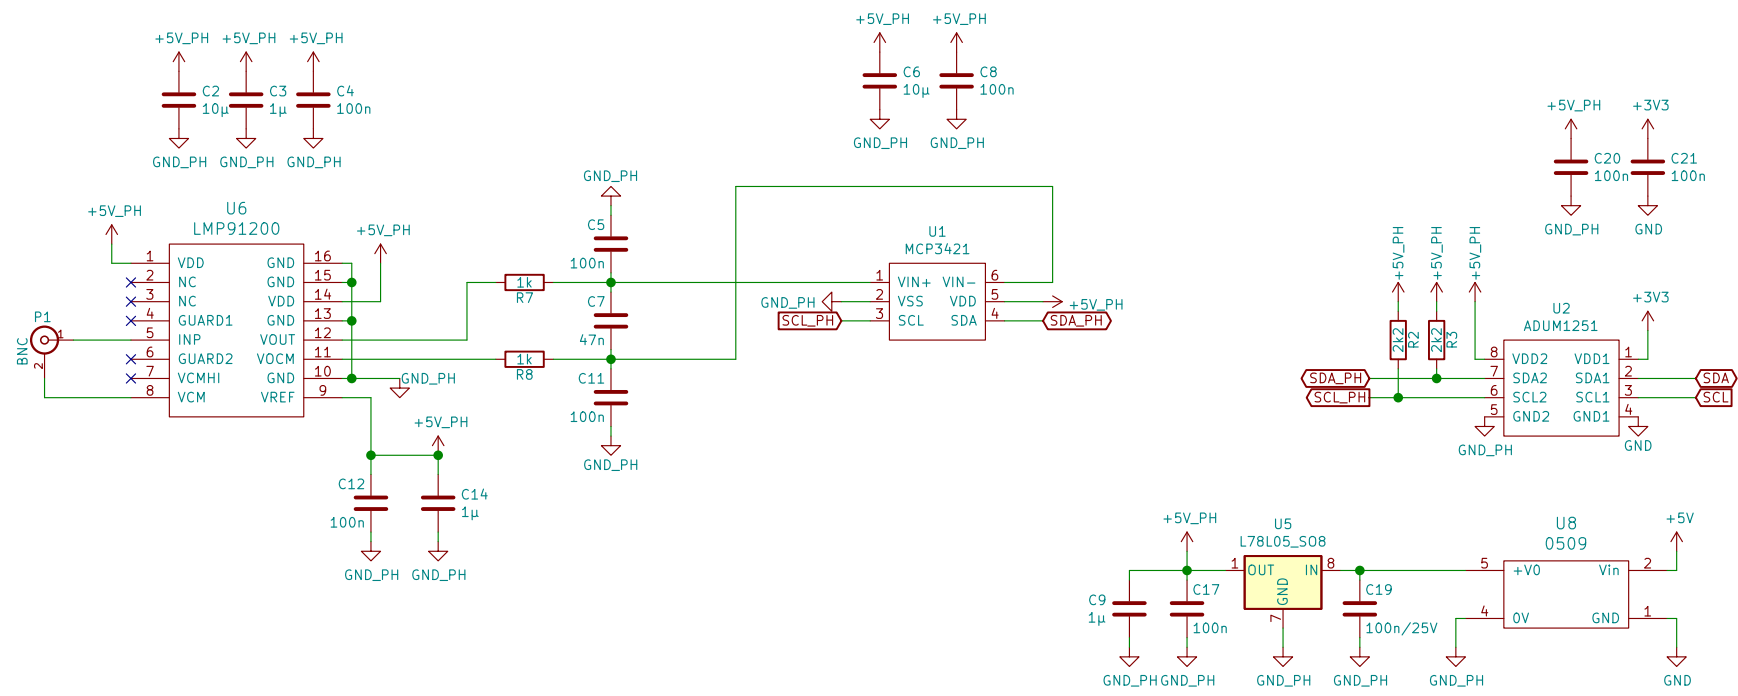 +5V_PH +5V_PH +5V_PH
C2 10µ
C3 1µ
C4 100n
GND_PH GND_PH GND_PH
+5V_PH +5V_PH
C6 10µ
C8 100n
GND_PH GND_PH
+5V_PH +3V3
C20 100n
C21 100n
GND_PH GND
+5V_PH
U6
LMP91200
+5V_PH
1 VDD GND 16
2 NC GND 15
3 NC VDD 14
4 GUARD1 GND 13
5 INP VOUT 12
6 GUARD2 VOCM 11
7 VCMHI GND 10
8 VCM VREF 9
P1
BNC
1
2
GND_PH
+5V_PH
C12
100n
C14
1µ
GND_PH GND_PH
GND_PH
C5
100n
1k
R7
C7
47n
1k
R8
C11
100n
GND_PH
U1
MCP3421
1 VIN+ VIN- 6
GND_PH 2 VSS VDD 5 +5V_PH
SCL_PH 3 SCL SDA 4 SDA_PH
+5V_PH +5V_PH +5V_PH
2k2 R2
2k2 R3
U2
ADUM1251
+3V3
8 VDD2 VDD1 1
SDA_PH 7 SDA2 SDA1 2 SDA
SCL_PH 6 SCL2 SCL1 3 SCL
5 GND2 GND1 4
GND_PH GND
+5V_PH
U5
L78L05_SO8
1 OUT IN 8
GND
7
C9
1µ
C17
100n
C19
100n/25V
GND_PH GND_PH GND_PH GND_PH
U8
0509
+5V
5 +V0 Vin 2
4 0V GND 1
GND_PH GND